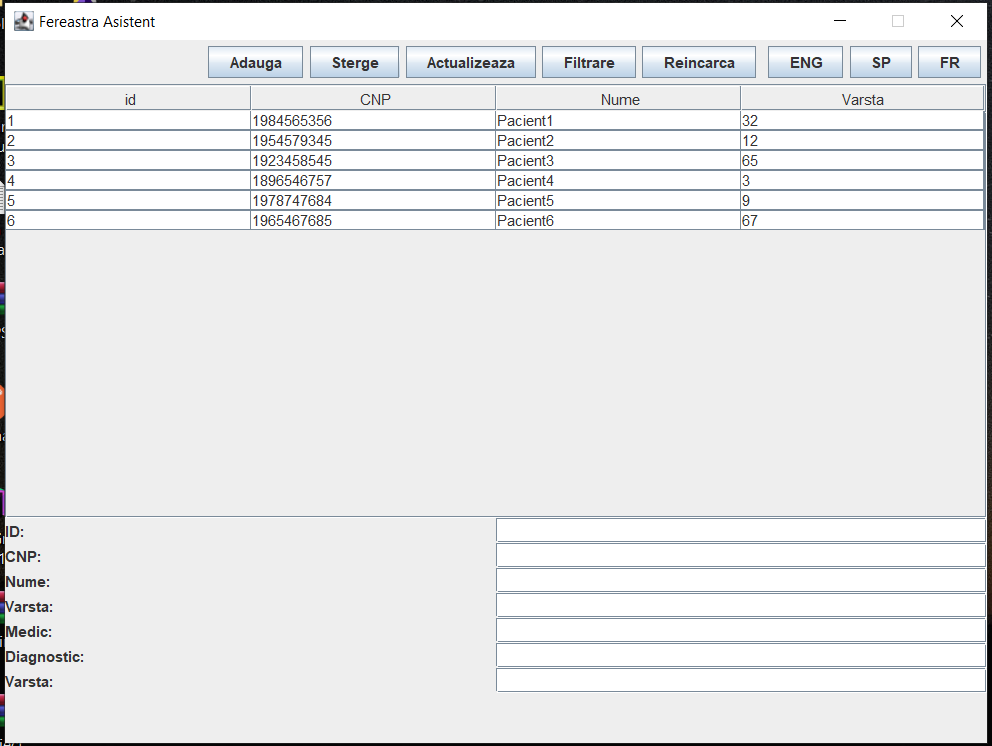 Fereastra Asistent
Adauga Sterge Actualizeaza Filtrare Reincarca ENG SP FR
id CNP Nume Varsta
1 1984565356 Pacient1 32
2 1954579345 Pacient2 12
3 1923458545 Pacient3 65
4 1896546757 Pacient4 3
5 1978747684 Pacient5 9
6 1965467685 Pacient6 67
ID:
CNP:
Nume:
Varsta:
Medic:
Diagnostic:
Varsta: